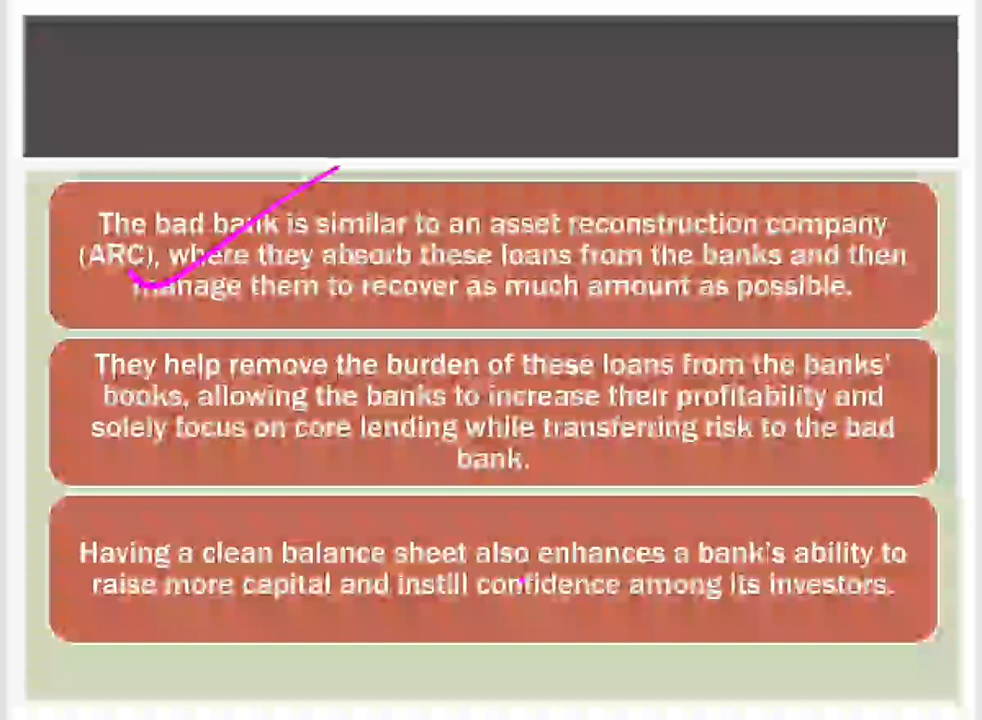 The bad bank is similar to an asset reconstruction company
(ARC), where they absorb these loans from the banks and then
manage them to recover as much amount as possible.
They help remove the burden of these loans from the banks'
books, allowing the banks to increase their profitability and
solely focus on core lending while transferring risk to the bad
bank.
Having a clean balance sheet also enhances a bank's ability to
raise more capital and instill confidence among its investors.